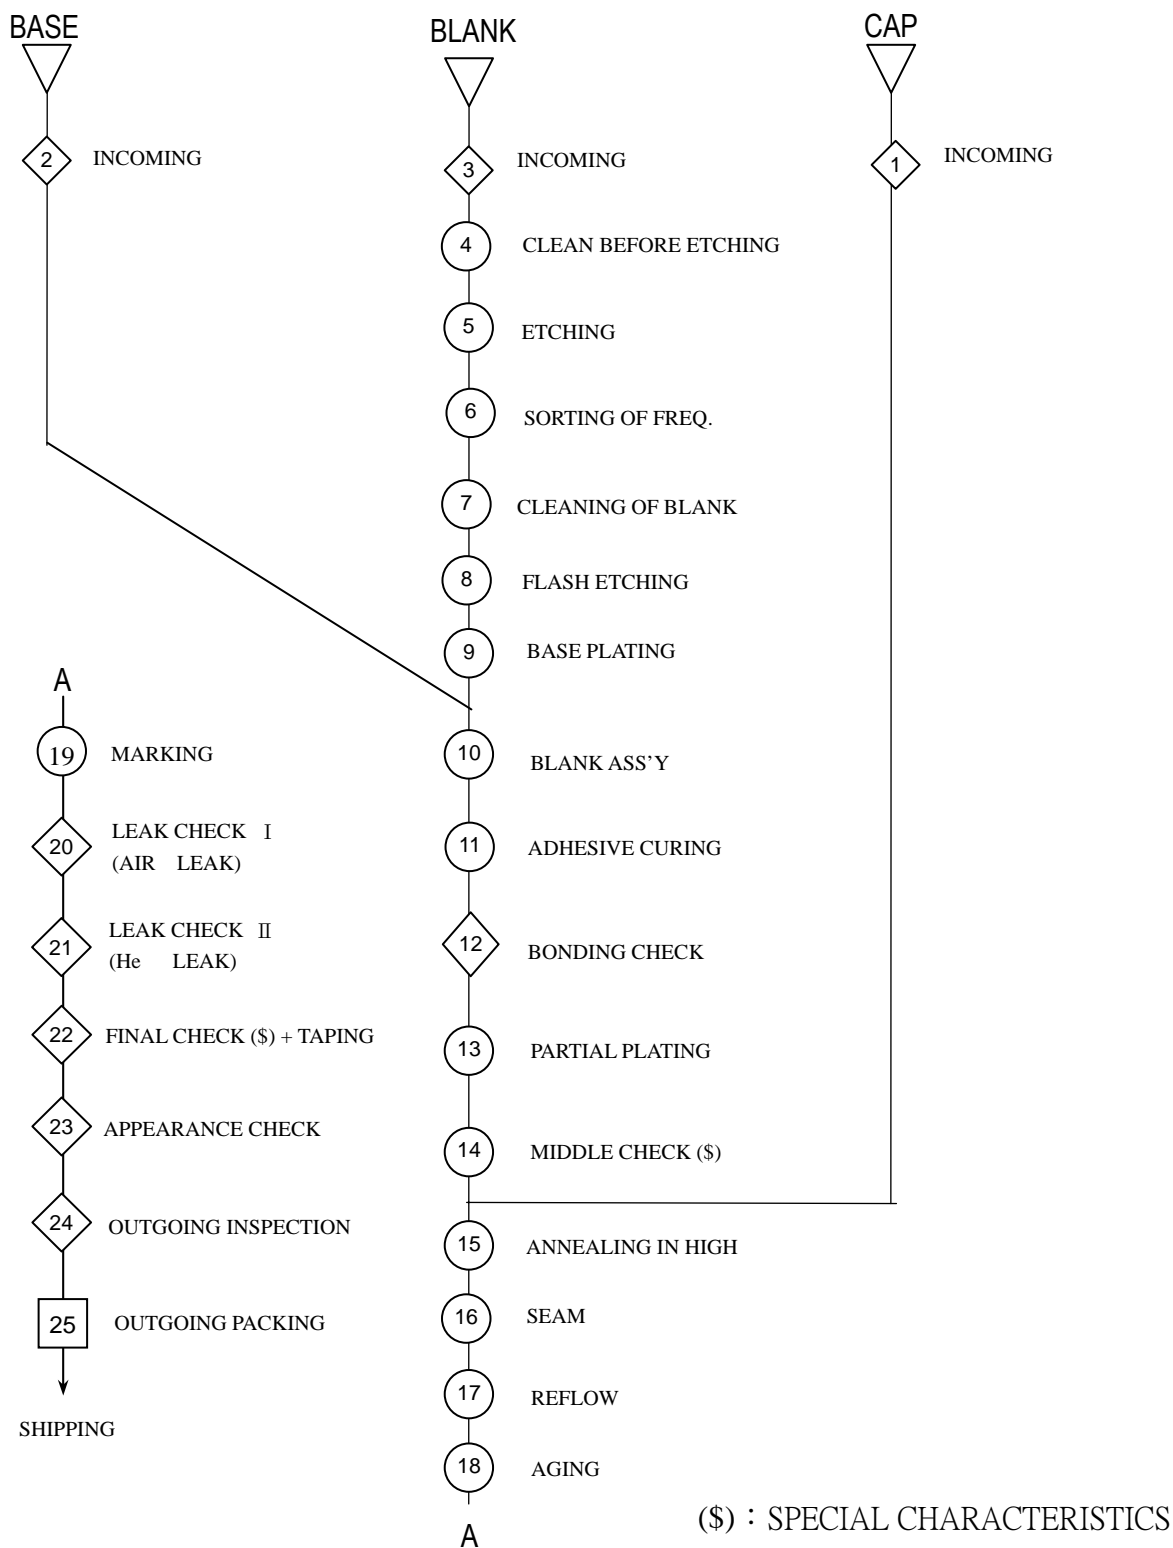 BASE
BLANK
CAP
2 INCOMING
3 INCOMING
1 INCOMING
4 CLEAN BEFORE ETCHING
5 ETCHING
6 SORTING OF FREQ.
7 CLEANING OF BLANK
8 FLASH ETCHING
9 BASE PLATING
10 BLANK ASS'Y
11 ADHESIVE CURING
12 BONDING CHECK
13 PARTIAL PLATING
14 MIDDLE CHECK ($)
15 ANNEALING IN HIGH
16 SEAM
17 REFLOW
18 AGING
A
A
19 MARKING
20 LEAK CHECK Ⅰ
(AIR LEAK)
21 LEAK CHECK Ⅱ
(He LEAK)
22 FINAL CHECK ($) + TAPING
23 APPEARANCE CHECK
24 OUTGOING INSPECTION
25 OUTGOING PACKING
SHIPPING
($)：SPECIAL CHARACTERISTICS